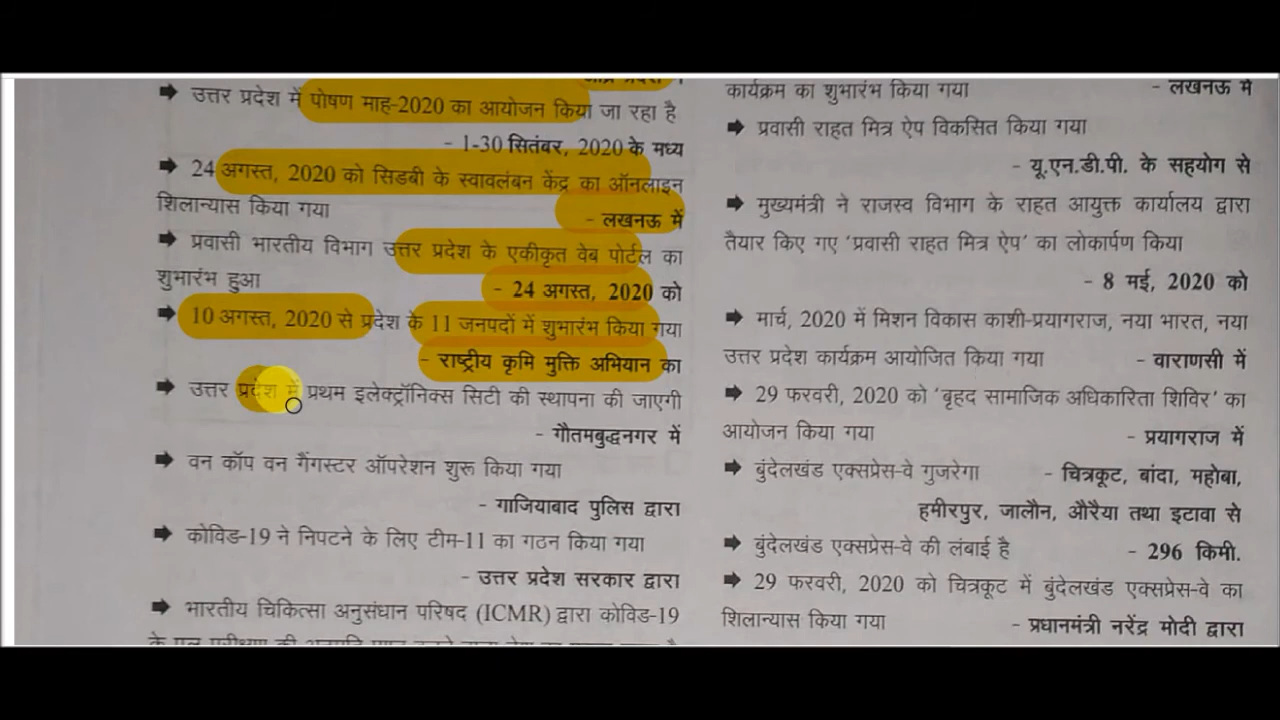 उत्तर प्रदेश में पोषण माह-2020 का आयोजन किया जा रहा है
- 1-30 सितंबर, 2020 के मध्य
24 अगस्त, 2020 को सिडबी के स्वावलंबन केंद्र का ऑनलाइन
शिलान्यास किया गया - लखनऊ में
प्रवासी भारतीय विभाग उत्तर प्रदेश के एकीकृत वेब पोर्टल का
शुभारंभ हुआ - 24 अगस्त, 2020 को
10 अगस्त, 2020 से प्रदेश के 11 जनपदों में शुभारंभ किया गया
- राष्ट्रीय कृमि मुक्ति अभियान का
उत्तर प्रदेश में प्रथम इलेक्ट्रॉनिक्स सिटी की स्थापना की जाएगी
- गौतमबुद्धनगर में
वन कॉप वन गैंगस्टर ऑपरेशन शुरू किया गया
- गाजियाबाद पुलिस द्वारा
कोविड-19 ने निपटने के लिए टीम-11 का गठन किया गया
- उत्तर प्रदेश सरकार द्वारा
भारतीय चिकित्सा अनुसंधान परिषद (ICMR) द्वारा कोविड-19
कार्यक्रम का शुभारंभ किया गया - लखनऊ में
प्रवासी राहत मित्र ऐप विकसित किया गया
- यू.एन.डी.पी. के सहयोग से
मुख्यमंत्री ने राजस्व विभाग के राहत आयुक्त कार्यालय द्वारा
तैयार किए गए 'प्रवासी राहत मित्र ऐप' का लोकार्पण किया
- 8 मई, 2020 को
मार्च, 2020 में मिशन विकास काशी-प्रयागराज, नया भारत, नया
उत्तर प्रदेश कार्यक्रम आयोजित किया गया - वाराणसी में
29 फरवरी, 2020 को 'बृहद सामाजिक अधिकारिता शिविर' का
आयोजन किया गया - प्रयागराज में
बुंदेलखंड एक्सप्रेस-वे गुजरेगा - चित्रकूट, बांदा, महोबा,
हमीरपुर, जालौन, औरैया तथा इटावा से
बुंदेलखंड एक्सप्रेस-वे की लंबाई है - 296 किमी.
29 फरवरी, 2020 को चित्रकूट में बुंदेलखंड एक्सप्रेस-वे का
शिलान्यास किया गया - प्रधानमंत्री नरेंद्र मोदी द्वारा